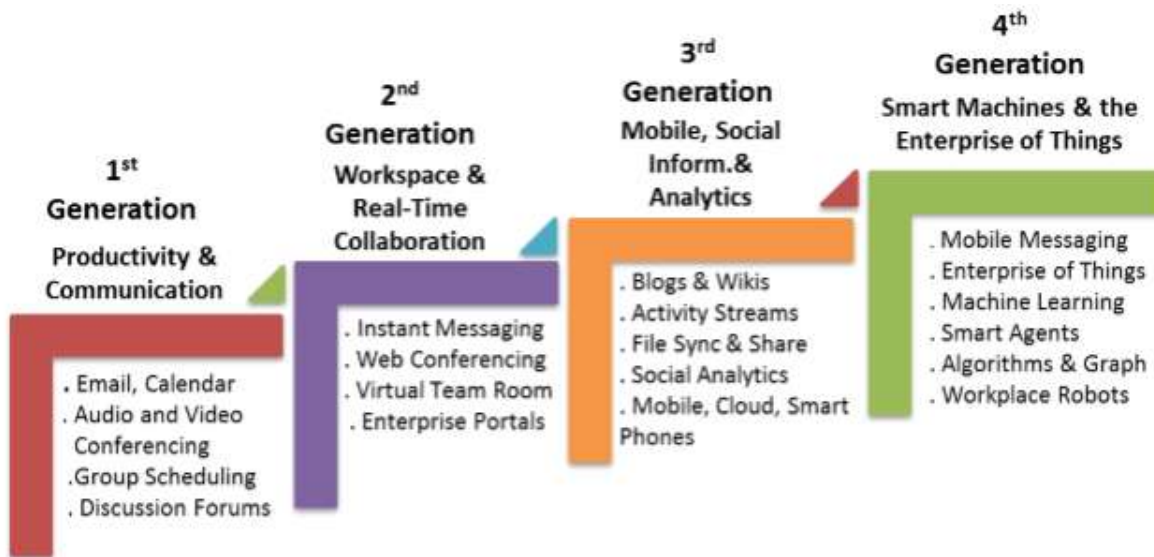 1st
Generation
Productivity &
Communication
. Email, Calendar
. Audio and Video
Conferencing
.Group Scheduling
. Discussion Forums
2nd
Generation
Workspace &
Real-Time
Collaboration
. Instant Messaging
. Web Conferencing
. Virtual Team Room
. Enterprise Portals
3rd
Generation
Mobile, Social
Inform.&
Analytics
. Blogs & Wikis
. Activity Streams
. File Sync & Share
. Social Analytics
. Mobile, Cloud, Smart
Phones
4th
Generation
Smart Machines & the
Enterprise of Things
. Mobile Messaging
. Enterprise of Things
. Machine Learning
. Smart Agents
. Algorithms & Graph
. Workplace Robots